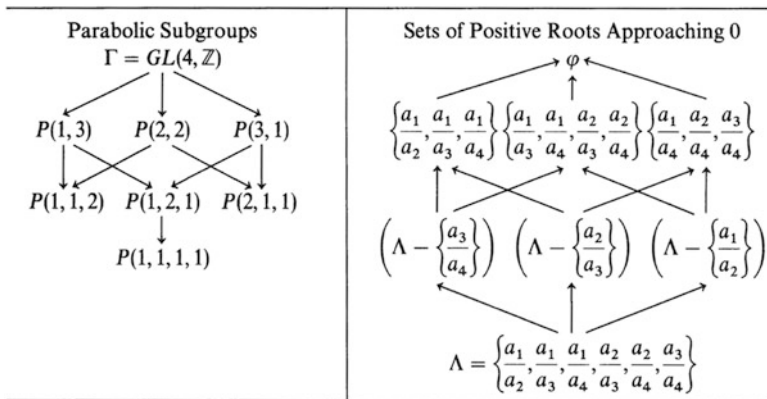 Parabolic Subgroups
Γ = GL(4, ℤ)
P(1, 3) P(2, 2) P(3, 1)
P(1, 1, 2) P(1, 2, 1) P(2, 1, 1)
P(1, 1, 1, 1)
Sets of Positive Roots Approaching 0
φ
{a₁/a₂, a₁/a₃, a₁/a₄} {a₁/a₃, a₁/a₄, a₂/a₃, a₂/a₄} {a₁/a₄, a₂/a₄, a₃/a₄}
(Λ − {a₃/a₄}) (Λ − {a₂/a₃}) (Λ − {a₁/a₂})
Λ = {a₁/a₂, a₁/a₃, a₁/a₄, a₂/a₃, a₂/a₄, a₃/a₄}